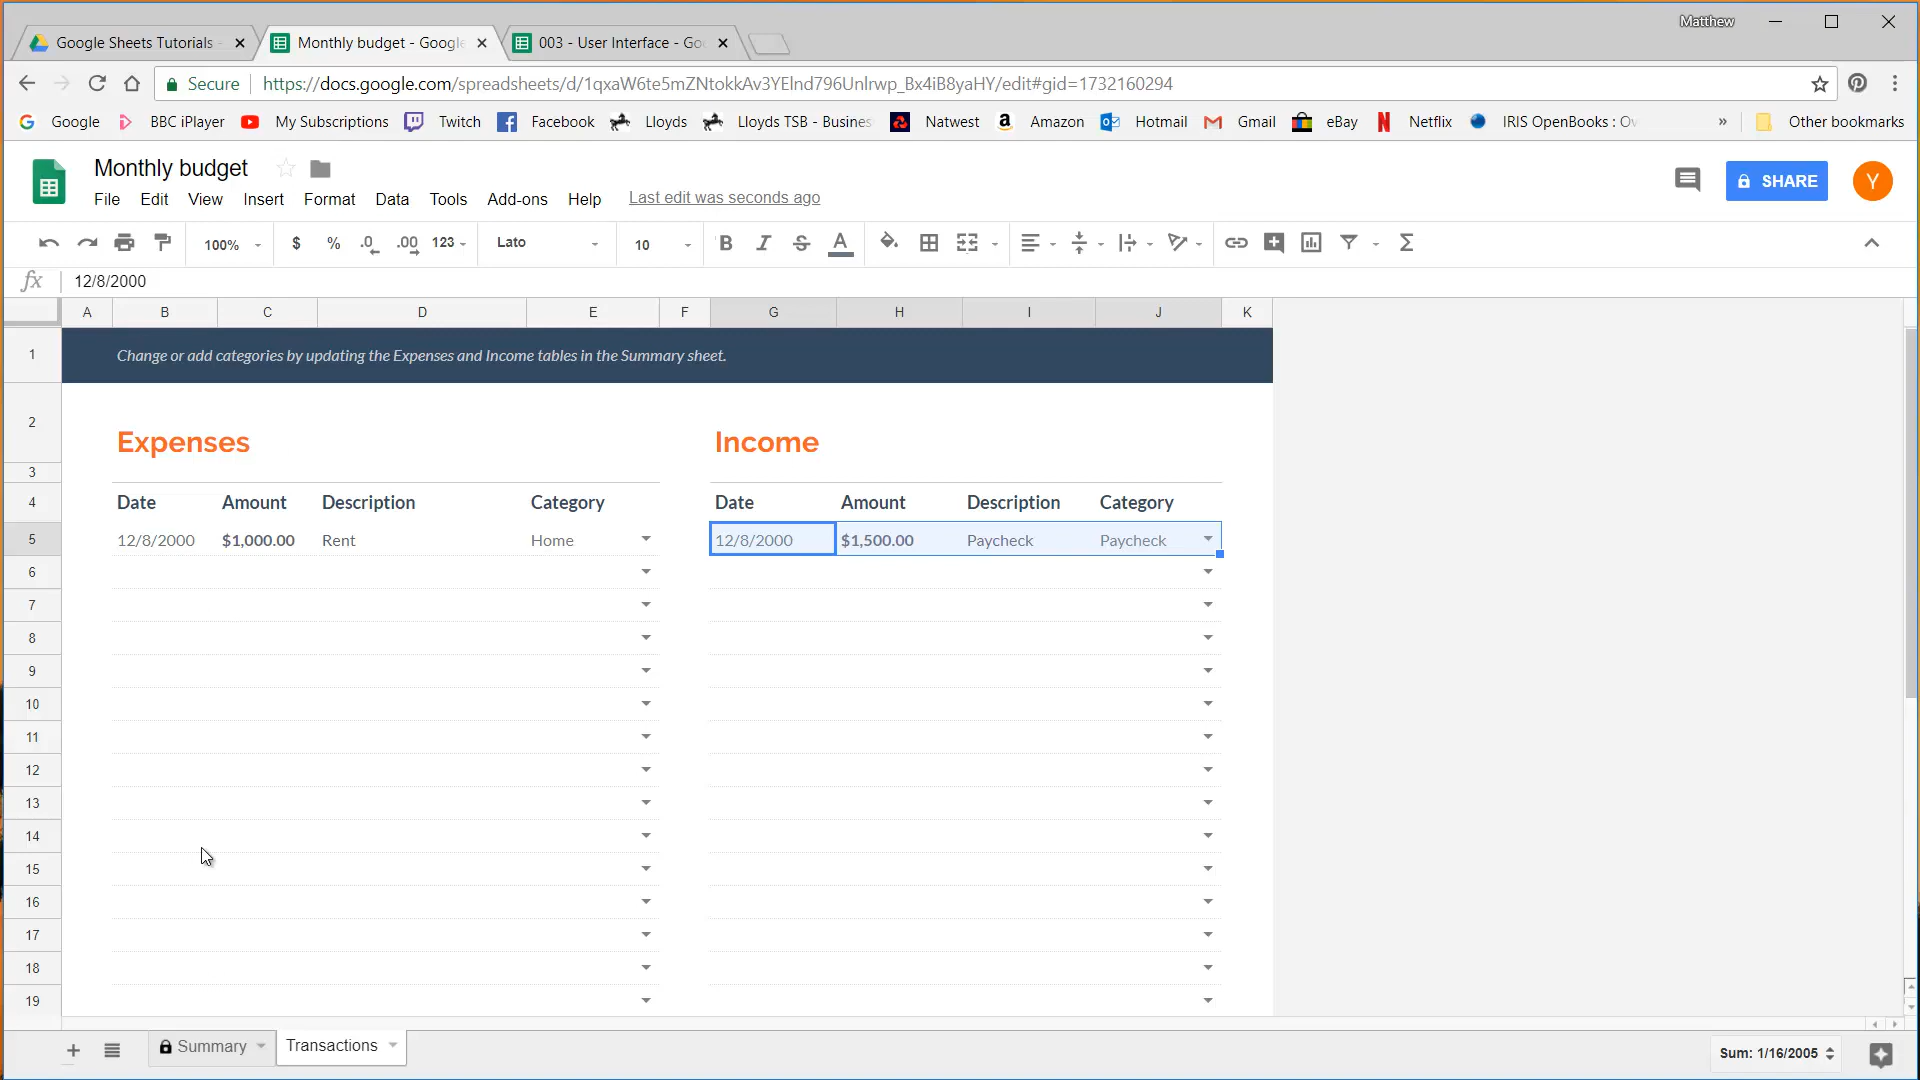 Matthew
Google Sheets Tutorials
Monthly budget - Google
003 - User Interface - Goo
Secure
https://docs.google.com/spreadsheets/d/1qxaW6te5mZNtokkAv3YElnd796Unlrwp_Bx4iB8yaHY/edit#gid=1732160294
Google BBC iPlayer My Subscriptions Twitch Facebook Lloyds Lloyds TSB - Busines Natwest Amazon Hotmail Gmail eBay Netflix IRIS OpenBooks : Ov » Other bookmarks
Monthly budget
SHARE
Y
File Edit View Insert Format Data Tools Add-ons Help Last edit was seconds ago
100% $ % .0 .00 123 Lato 10 B I S A Σ
fx 12/8/2000
A B C D E F G H I J K
1 Change or add categories by updating the Expenses and Income tables in the Summary sheet.
2 Expenses Income
3
4 Date Amount Description Category Date Amount Description Category
5 12/8/2000 $1,000.00 Rent Home 12/8/2000 $1,500.00 Paycheck Paycheck
6
7
8
9
10
11
12
13
14
15
16
17
18
19
+ Summary Transactions Sum: 1/16/2005